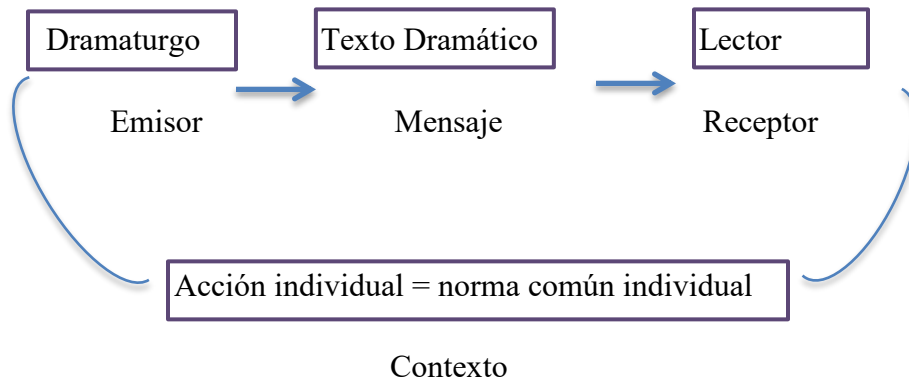 Dramaturgo Texto Dramático Lector
Emisor Mensaje Receptor
Acción individual = norma común individual
Contexto